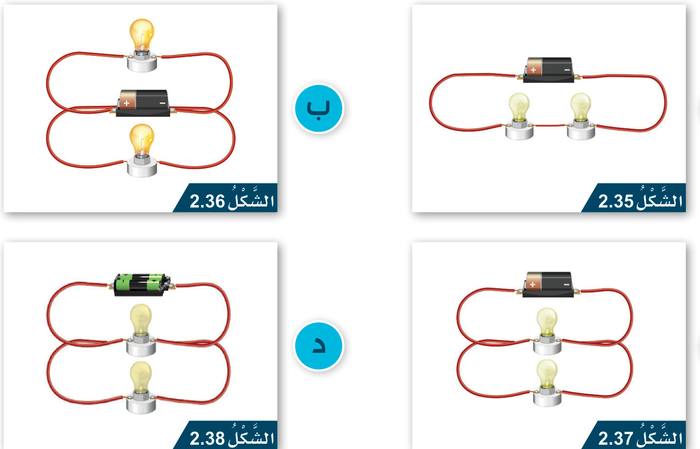 الشَّكْلُ 2.35
ب
الشَّكْلُ 2.36
الشَّكْلُ 2.37
د
الشَّكْلُ 2.38